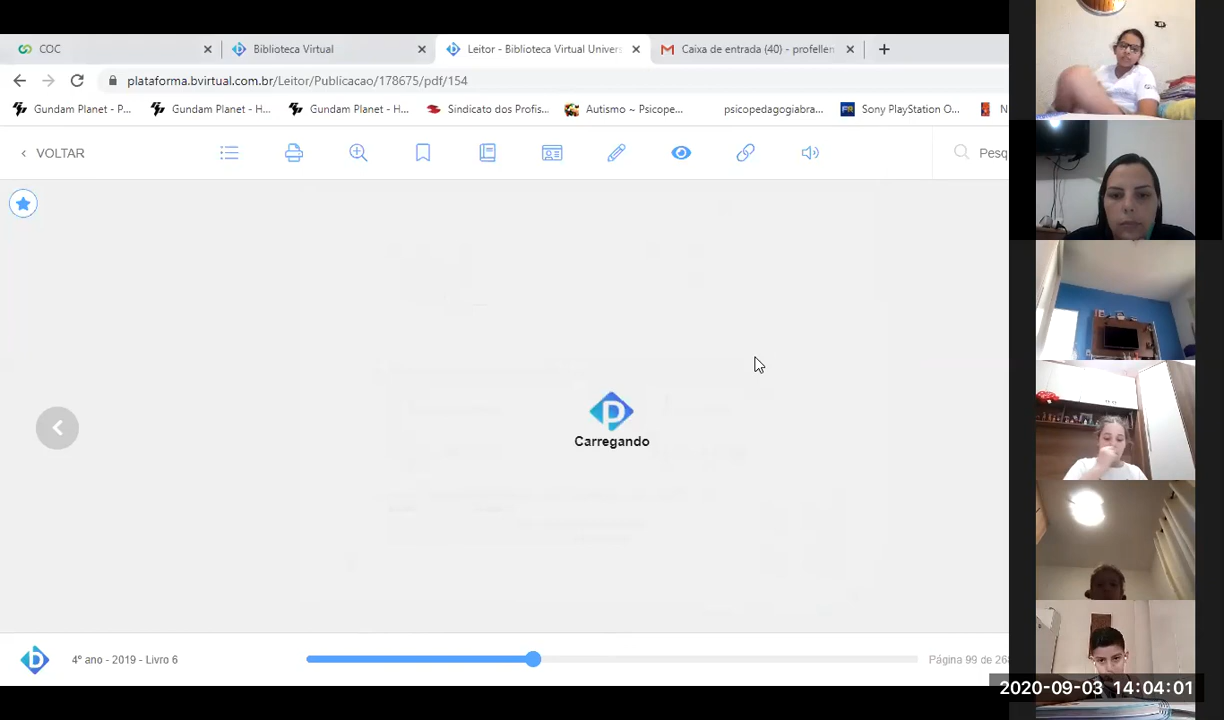 COC
Biblioteca Virtual
Leitor - Biblioteca Virtual Univers
Caixa de entrada (40) - profellen
plataforma.bvirtual.com.br/Leitor/Publicacao/178675/pdf/154
Gundam Planet - P...
Gundam Planet - H...
Gundam Planet - H...
Sindicato dos Profis...
Autismo ~ Psicope...
psicopedagogiabra...
Sony PlayStation O...
N
VOLTAR
Pesq
Carregando
4º ano - 2019 - Livro 6
Página 99 de 268
2020-09-03 14:04:01